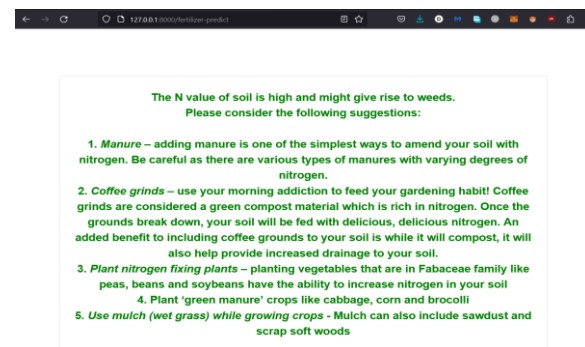 127.0.0.1:8000/fertilizer-predict
The N value of soil is high and might give rise to weeds.
Please consider the following suggestions:
1. Manure – adding manure is one of the simplest ways to amend your soil with
nitrogen. Be careful as there are various types of manures with varying degrees of
nitrogen.
2. Coffee grinds – use your morning addiction to feed your gardening habit! Coffee
grinds are considered a green compost material which is rich in nitrogen. Once the
grounds break down, your soil will be fed with delicious, delicious nitrogen. An
added benefit to including coffee grounds to your soil is while it will compost, it will
also help provide increased drainage to your soil.
3. Plant nitrogen fixing plants – planting vegetables that are in Fabaceae family like
peas, beans and soybeans have the ability to increase nitrogen in your soil
4. Plant ‘green manure’ crops like cabbage, corn and brocolli
5. Use mulch (wet grass) while growing crops - Mulch can also include sawdust and
scrap soft woods